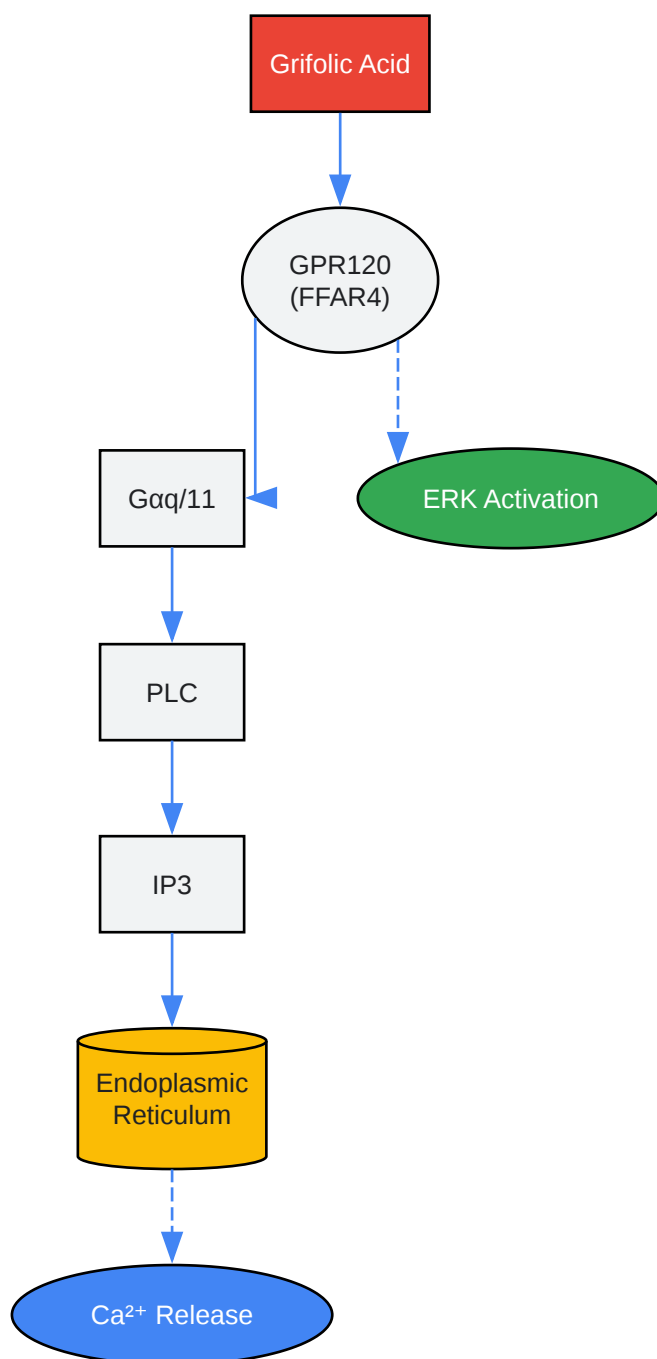 Grifolic Acid
GPR120
(FFAR4)
Gαq/11
ERK Activation
PLC
IP3
Endoplasmic
Reticulum
Ca²⁺ Release